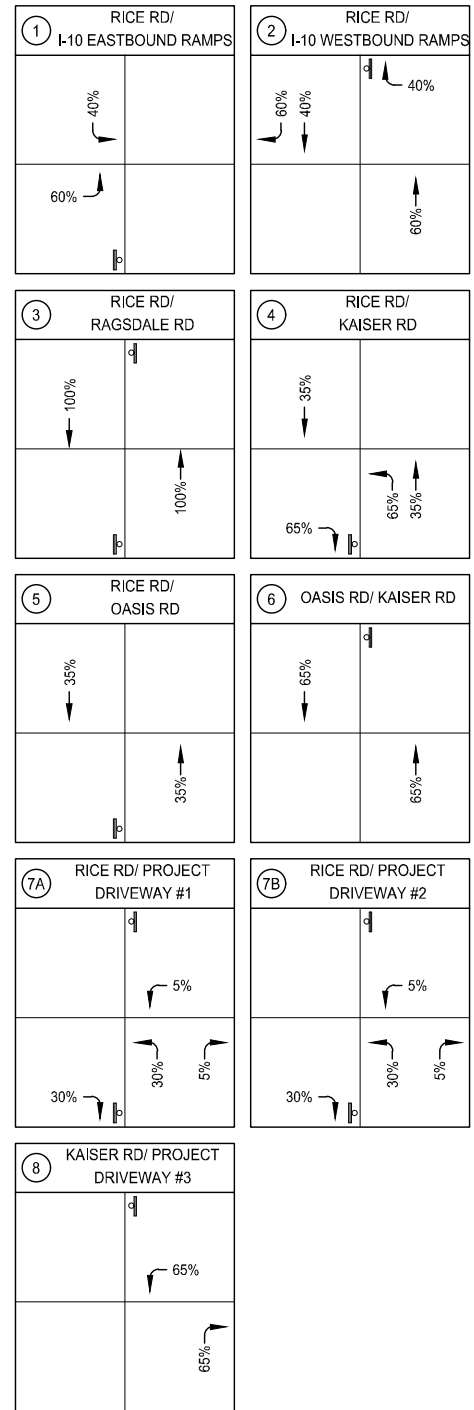 1
RICE RD/
I-10 EASTBOUND RAMPS
40%
60%
2
RICE RD/
I-10 WESTBOUND RAMPS
60%
40%
40%
60%
3
RICE RD/
RAGSDALE RD
100%
100%
4
RICE RD/
KAISER RD
35%
65%
65%
35%
5
RICE RD/
OASIS RD
35%
35%
6
OASIS RD/ KAISER RD
65%
65%
7A
RICE RD/ PROJECT
DRIVEWAY #1
5%
30%
30%
5%
7B
RICE RD/ PROJECT
DRIVEWAY #2
5%
30%
30%
5%
8
KAISER RD/ PROJECT
DRIVEWAY #3
65%
65%